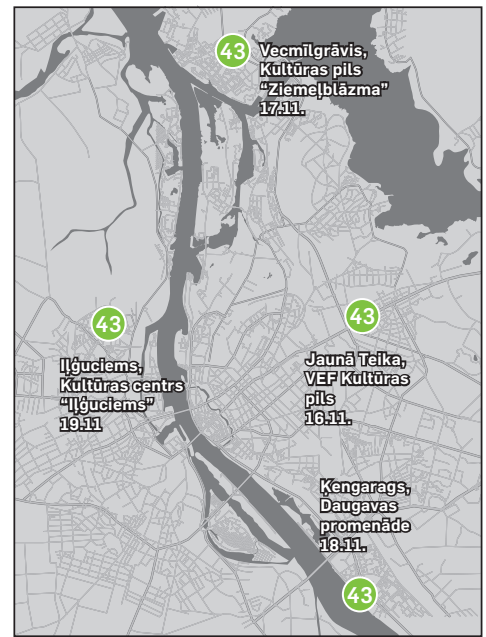 43
Vecmīlgrāvis,
Kultūras pils
“Ziemeļblāzma”
17.11.
43
Iļģuciems,
Kultūras centrs
“Iļģuciems”
19.11
43
Jaunā Teika,
VEF Kultūras
pils
16.11.
Ķengarags,
Daugavas
promenāde
18.11.
43